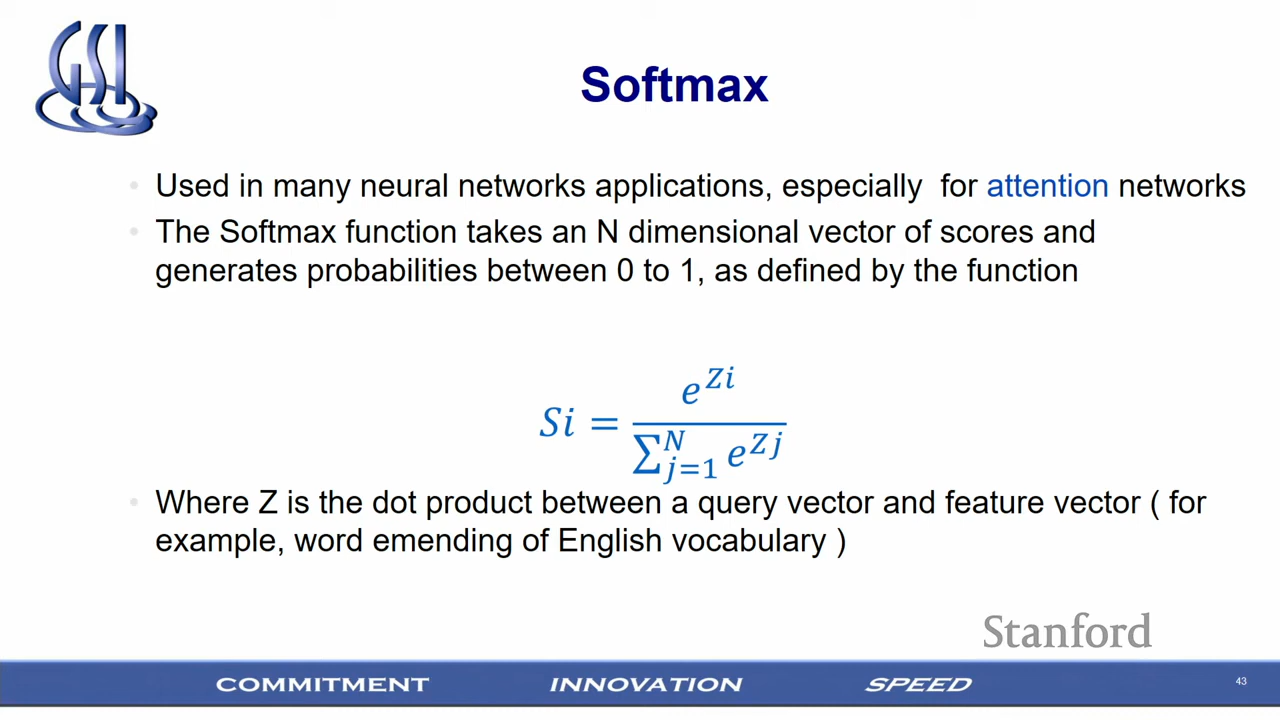 GSI
Softmax
• Used in many neural networks applications, especially for attention networks
• The Softmax function takes an N dimensional vector of scores and
generates probabilities between 0 to 1, as defined by the function
Si = e^{Zi} / ∑_{j=1}^{N} e^{Zj}
• Where Z is the dot product between a query vector and feature vector ( for
example, word emending of English vocabulary )
Stanford
COMMITMENT INNOVATION SPEED 43